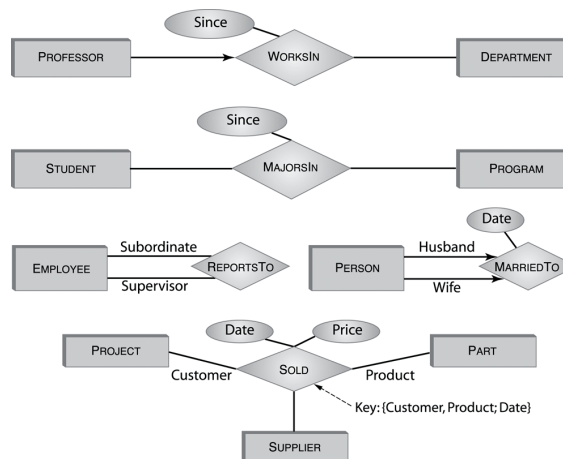 Since
PROFESSOR WORKSIN DEPARTMENT
Since
STUDENT MAJORSIN PROGRAM
Date
Subordinate Husband
EMPLOYEE REPORTSTO PERSON MARRIEDTO
Supervisor Wife
Date Price
PROJECT SOLD PART
Customer Product
Key: {Customer, Product; Date}
SUPPLIER